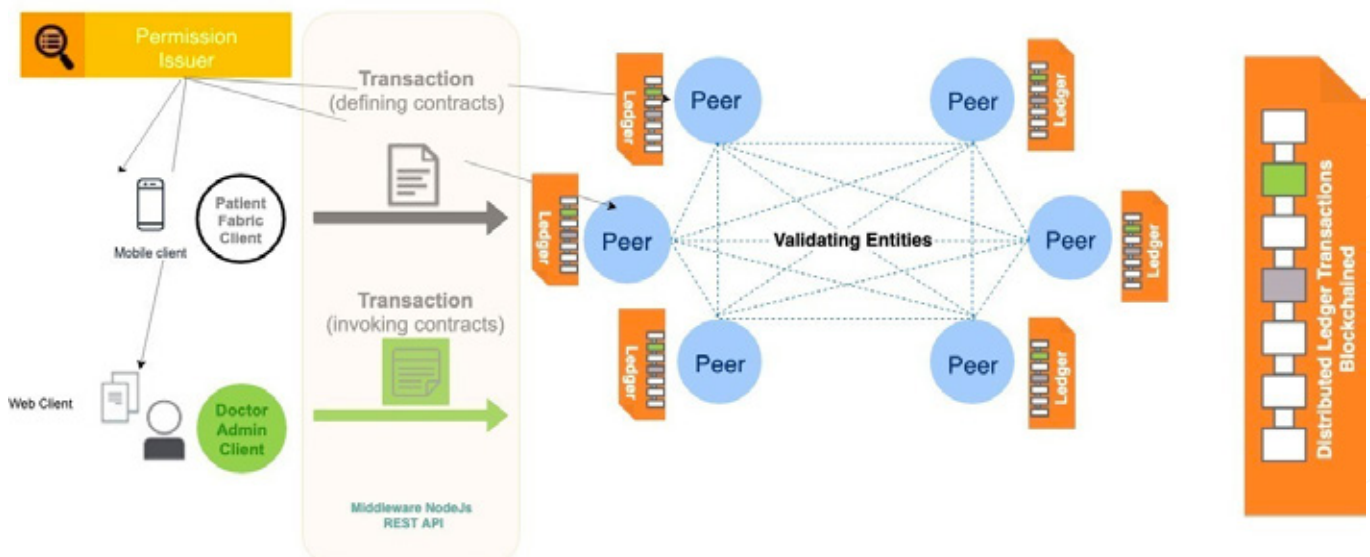 Permission
Issuer
Mobile client
Patient
Fabric
Client
Web Client
Doctor
Admin
Client
Transaction
(defining contracts)
Transaction
(invoking contracts)
Middleware NodeJs
REST API
Ledger
Peer
Peer
Ledger
Ledger
Peer
Validating Entities
Peer
Ledger
Ledger
Peer
Peer
Ledger
Distributed Ledger Transactions
Blockchained